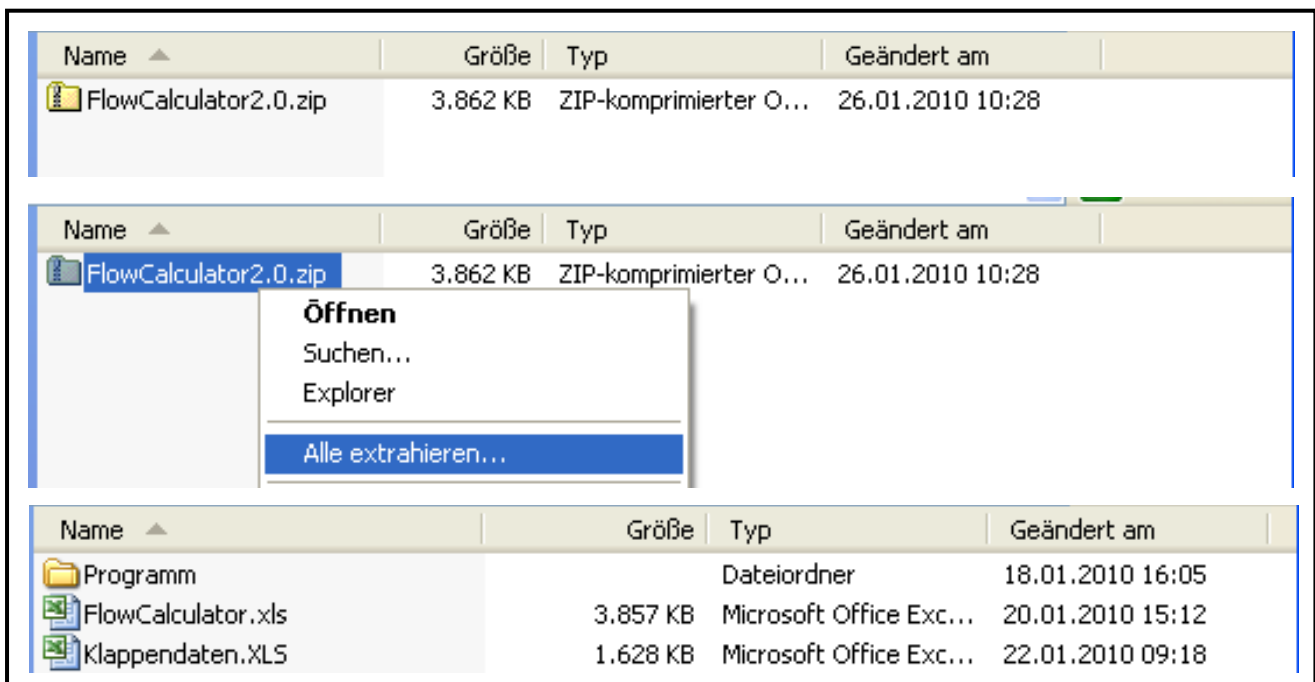 Name Größe Typ Geändert am
FlowCalculator2.0.zip 3.862 KB ZIP-komprimierter O... 26.01.2010 10:28
Name Größe Typ Geändert am
FlowCalculator2.0.zip 3.862 KB ZIP-komprimierter O... 26.01.2010 10:28
Öffnen
Suchen...
Explorer
Alle extrahieren...
Name Größe Typ Geändert am
Programm Dateiordner 18.01.2010 16:05
FlowCalculator.xls 3.857 KB Microsoft Office Exc... 20.01.2010 15:12
Klappendaten.XLS 1.628 KB Microsoft Office Exc... 22.01.2010 09:18